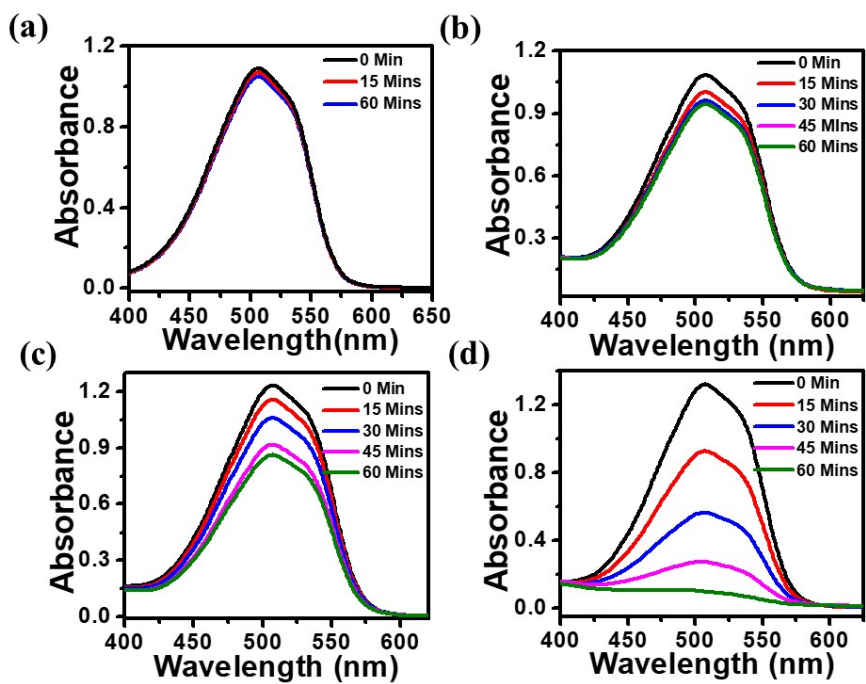 (a)
Absorbance
1.2
0.8
0.4
0.0
0 Min
15 Mins
60 Mins
400 450 500 550 600 650
Wavelength(nm)
(b)
Absorbance
1.2
0.9
0.6
0.3
0 Min
15 Mins
30 Mins
45 MIns
60 Mins
400 450 500 550 600
Wavelength (nm)
(c)
Absorbance
1.2
0.9
0.6
0.3
0.0
0 Min
15 Mins
30 Mins
45 Mins
60 Mins
400 450 500 550 600
Wavelength (nm)
(d)
Absorbance
1.2
0.8
0.4
0.0
0 Min
15 Mins
30 Mins
45 Mins
60 Mins
400 450 500 550 600
Wavelength (nm)